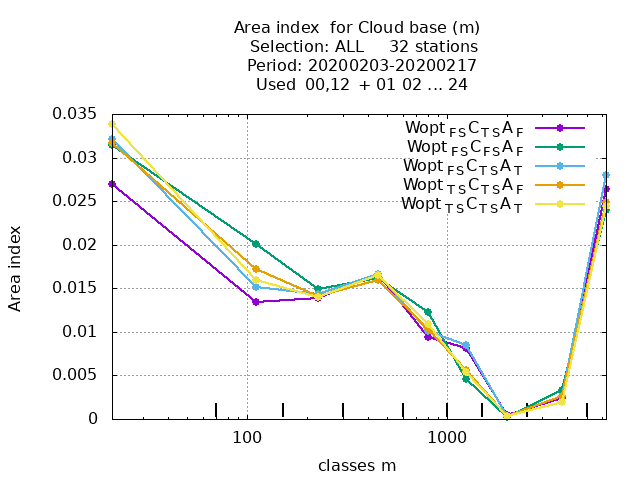 Area index  for Cloud base (m)
Selection: ALL     32 stations
Period: 20200203-20200217
Used  00,12  + 01 02 ... 24
Wopt FS C TS A F
Wopt FS C FS A F
Wopt FS C TS A T
Wopt TS C TS A F
Wopt TS C TS A T
0.035
0.03
0.025
0.02
0.015
0.01
0.005
0
Area index
100 1000
classes m